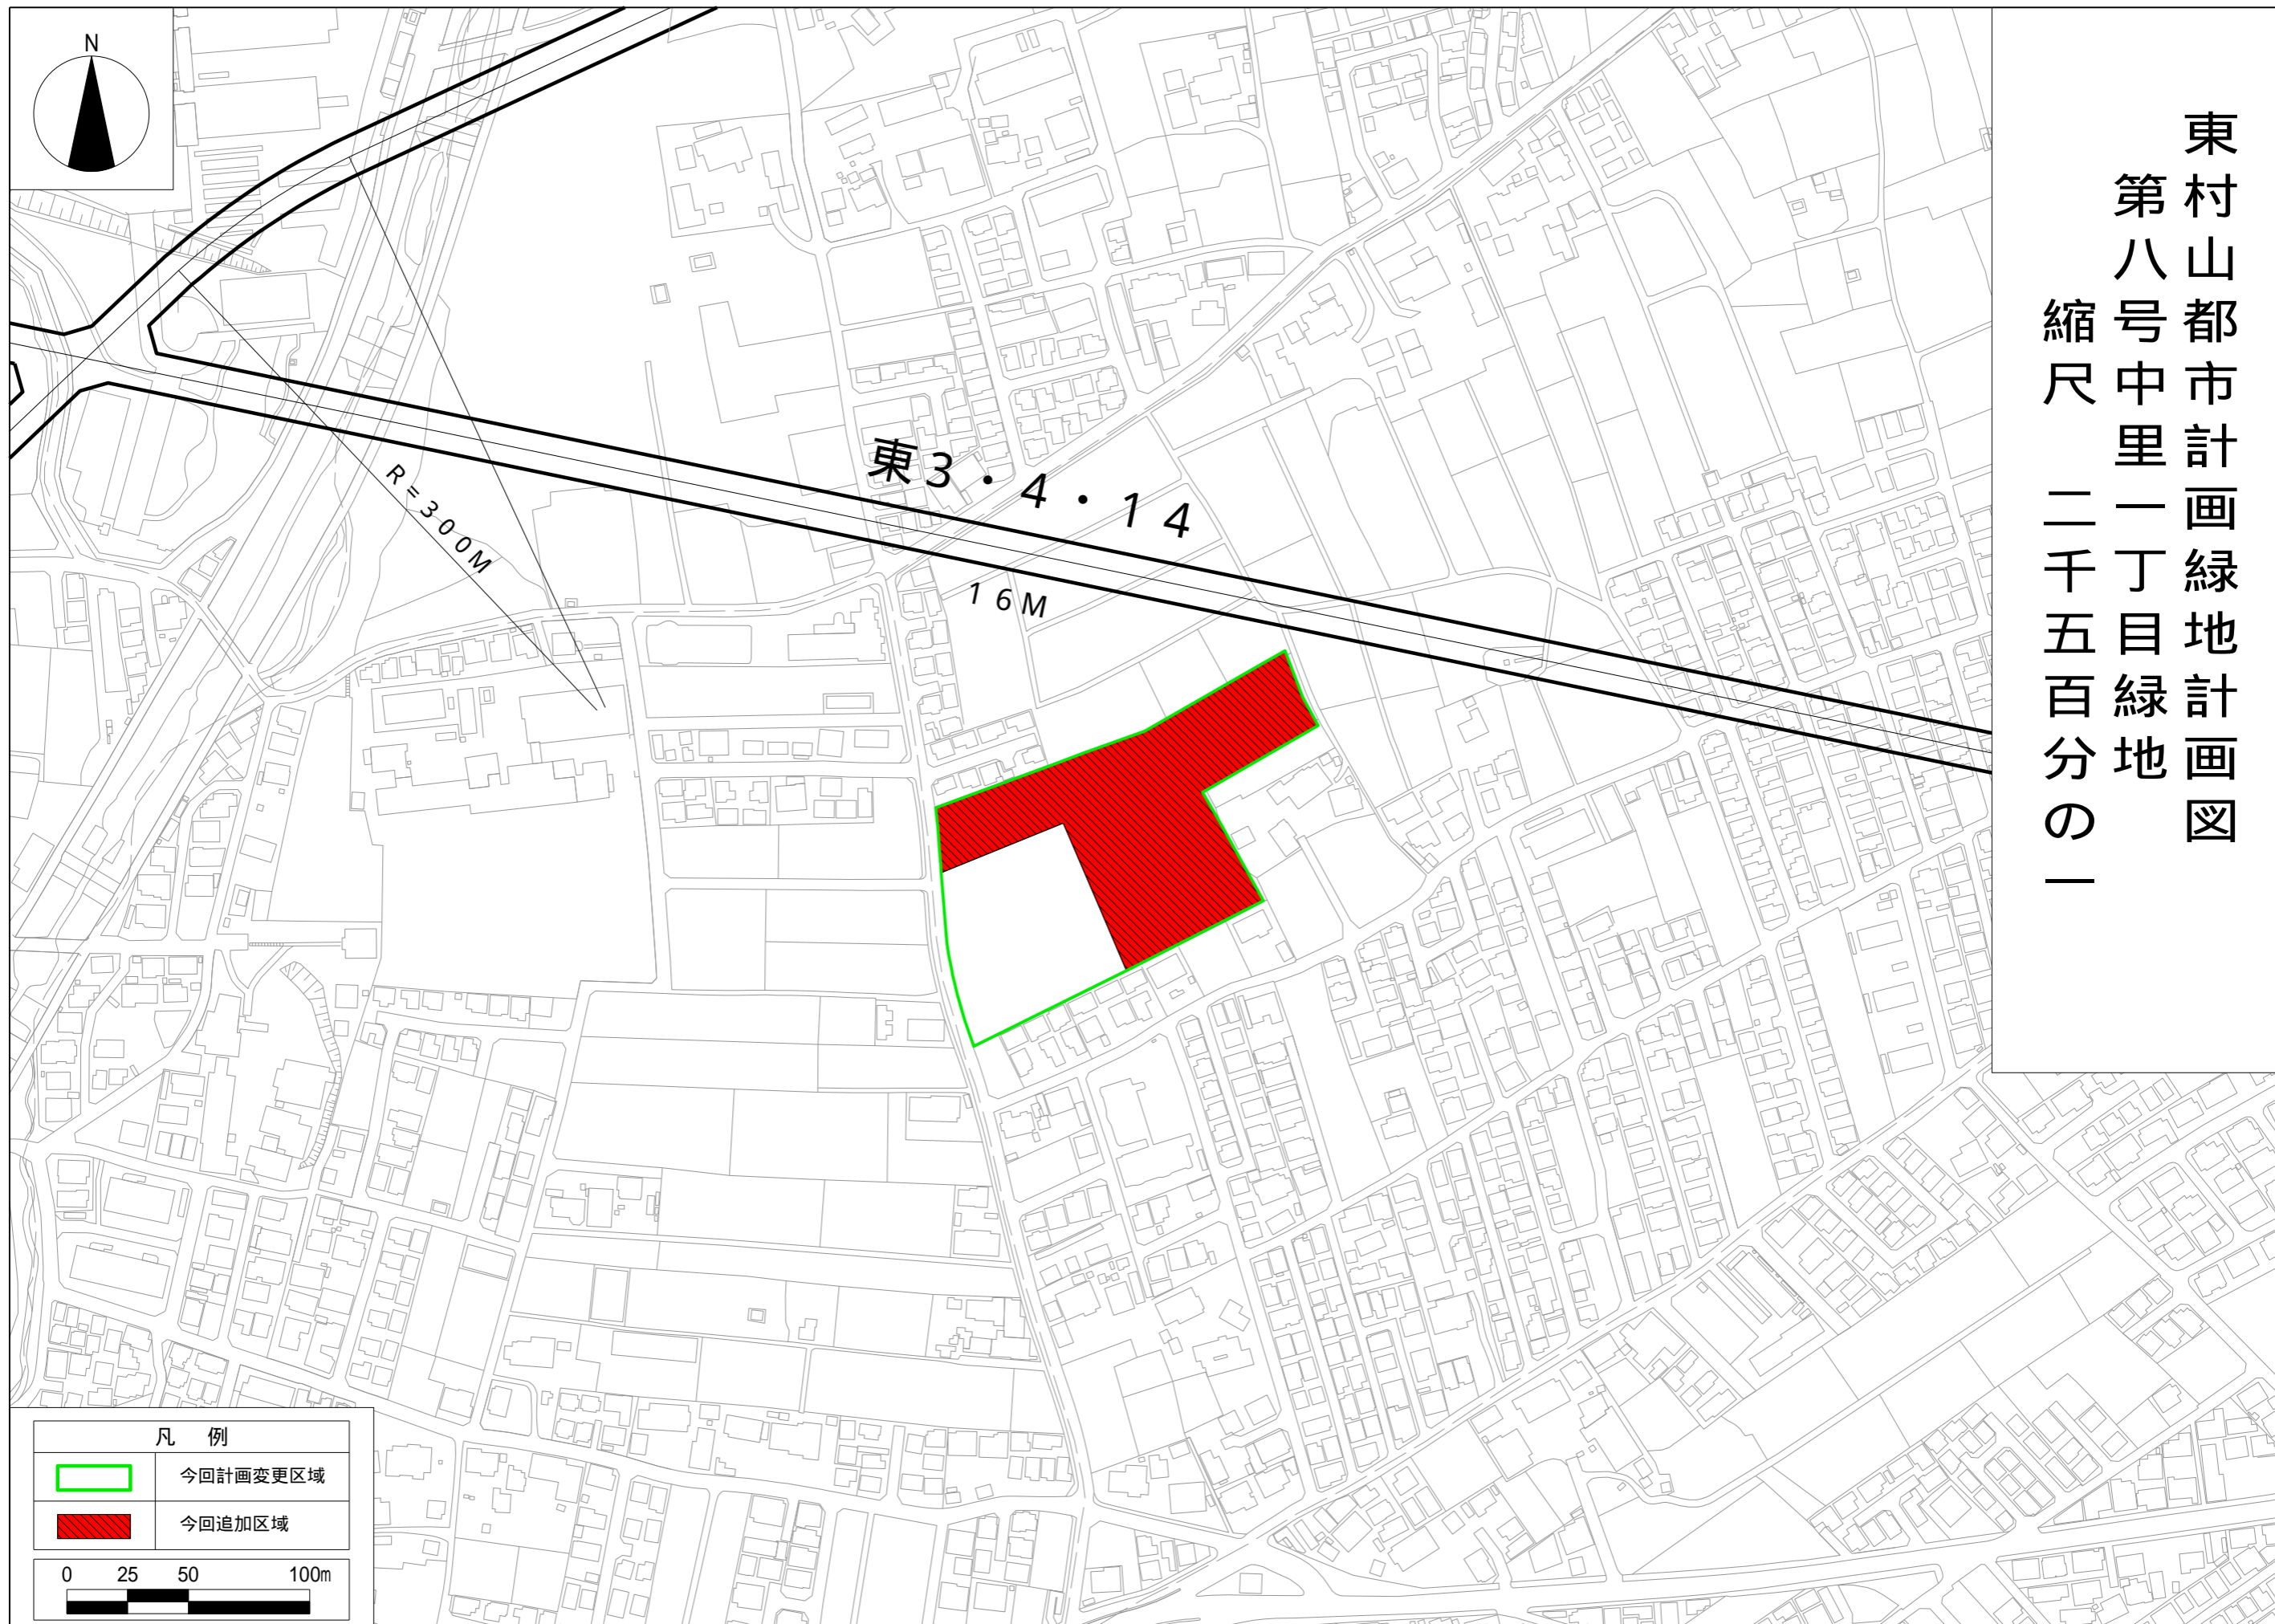 東村山都市計画緑地計画図
第八号中里一丁目緑地
縮尺 二千五百分の一
N
東3・4・14
16M
R=300M
凡 例
今回計画変更区域
今回追加区域
0 25 50 100m